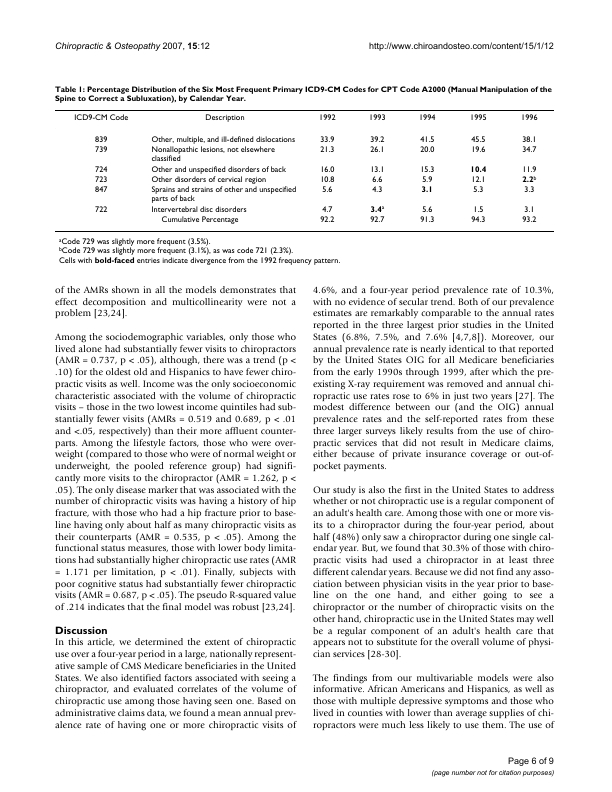 Chiropractic & Osteopathy 2007, 15:12
http://www.chiroandosteo.com/content/15/1/12
Table 1: Percentage Distribution of the Six Most Frequent Primary ICD9-CM Codes for CPT Code A2000 (Manual Manipulation of the
Spine to Correct a Subluxation), by Calendar Year.
ICD9-CM Code Description 1992 1993 1994 1995 1996
839 Other, multiple, and ill-defined dislocations 33.9 39.2 41.5 45.5 38.1
739 Nonallopathic lesions, not elsewhere 21.3 26.1 20.0 19.6 34.7
classified
724 Other and unspecified disorders of back 16.0 13.1 15.3 10.4 11.9
723 Other disorders of cervical region 10.8 6.6 5.9 12.1 2.2b
847 Sprains and strains of other and unspecified 5.6 4.3 3.1 5.3 3.3
parts of back
722 Intervertebral disc disorders 4.7 3.4a 5.6 1.5 3.1
Cumulative Percentage 92.2 92.7 91.3 94.3 93.2
aCode 729 was slightly more frequent (3.5%).
bCode 729 was slightly more frequent (3.1%), as was code 721 (2.3%).
Cells with bold-faced entries indicate divergence from the 1992 frequency pattern.
of the AMRs shown in all the models demonstrates that
effect decomposition and multicollinearity were not a
problem [23,24].
Among the sociodemographic variables, only those who
lived alone had substantially fewer visits to chiropractors
(AMR = 0.737, p < .05), although, there was a trend (p <
.10) for the oldest old and Hispanics to have fewer chiro-
practic visits as well. Income was the only socioeconomic
characteristic associated with the volume of chiropractic
visits – those in the two lowest income quintiles had sub-
stantially fewer visits (AMRs = 0.519 and 0.689, p < .01
and <.05, respectively) than their more affluent counter-
parts. Among the lifestyle factors, those who were over-
weight (compared to those who were of normal weight or
underweight, the pooled reference group) had signifi-
cantly more visits to the chiropractor (AMR = 1.262, p <
.05). The only disease marker that was associated with the
number of chiropractic visits was having a history of hip
fracture, with those who had a hip fracture prior to base-
line having only about half as many chiropractic visits as
their counterparts (AMR = 0.535, p < .05). Among the
functional status measures, those with lower body limita-
tions had substantially higher chiropractic use rates (AMR
= 1.171 per limitation, p < .01). Finally, subjects with
poor cognitive status had substantially fewer chiropractic
visits (AMR = 0.687, p < .05). The pseudo R-squared value
of .214 indicates that the final model was robust [23,24].
Discussion
In this article, we determined the extent of chiropractic
use over a four-year period in a large, nationally represent-
ative sample of CMS Medicare beneficiaries in the United
States. We also identified factors associated with seeing a
chiropractor, and evaluated correlates of the volume of
chiropractic use among those having seen one. Based on
administrative claims data, we found a mean annual prev-
alence rate of having one or more chiropractic visits of
4.6%, and a four-year period prevalence rate of 10.3%,
with no evidence of secular trend. Both of our prevalence
estimates are remarkably comparable to the annual rates
reported in the three largest prior studies in the United
States (6.8%, 7.5%, and 7.6% [4,7,8]). Moreover, our
annual prevalence rate is nearly identical to that reported
by the United States OIG for all Medicare beneficiaries
from the early 1990s through 1999, after which the pre-
existing X-ray requirement was removed and annual chi-
ropractic use rates rose to 6% in just two years [27]. The
modest difference between our (and the OIG) annual
prevalence rates and the self-reported rates from these
three larger surveys likely results from the use of chiro-
practic services that did not result in Medicare claims,
either because of private insurance coverage or out-of-
pocket payments.
Our study is also the first in the United States to address
whether or not chiropractic use is a regular component of
an adult's health care. Among those with one or more vis-
its to a chiropractor during the four-year period, about
half (48%) only saw a chiropractor during one single cal-
endar year. But, we found that 30.3% of those with chiro-
practic visits had used a chiropractor in at least three
different calendar years. Because we did not find any asso-
ciation between physician visits in the year prior to base-
line on the one hand, and either going to see a
chiropractor or the number of chiropractic visits on the
other hand, chiropractic use in the United States may well
be a regular component of an adult's health care that
appears not to substitute for the overall volume of physi-
cian services [28-30].
The findings from our multivariable models were also
informative. African Americans and Hispanics, as well as
those with multiple depressive symptoms and those who
lived in counties with lower than average supplies of chi-
ropractors were much less likely to use them. The use of
Page 6 of 9
(page number not for citation purposes)